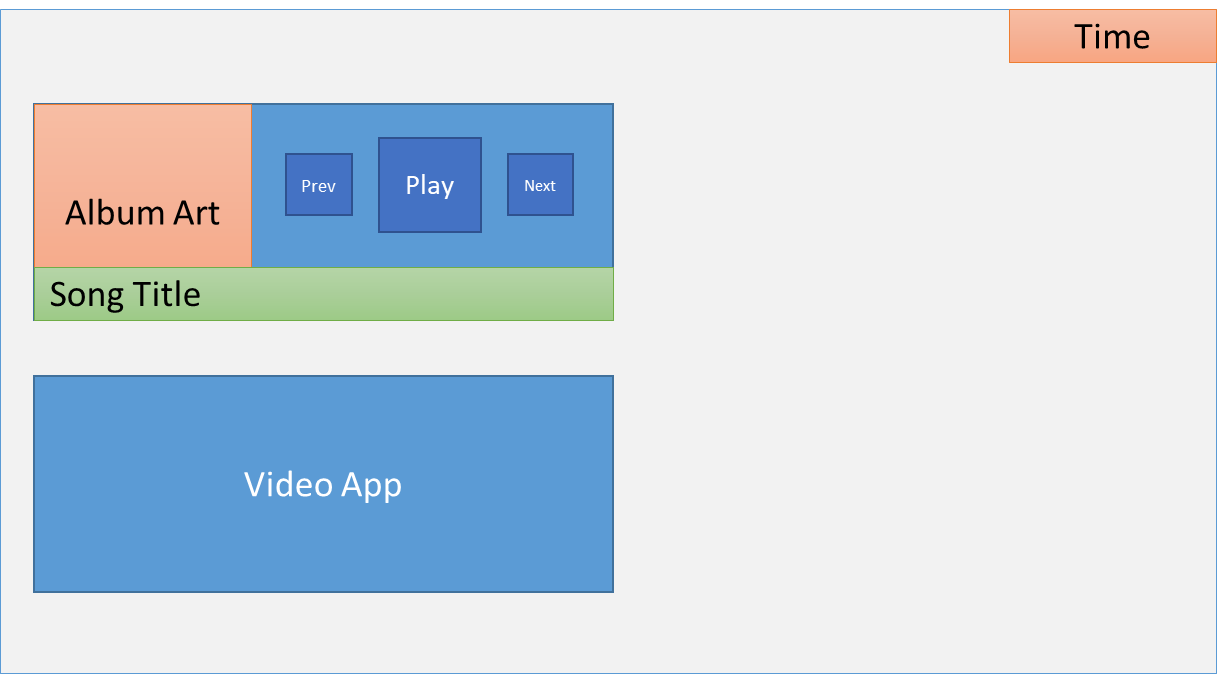 Time
Album Art
Prev
Play
Next
Song Title
Video App